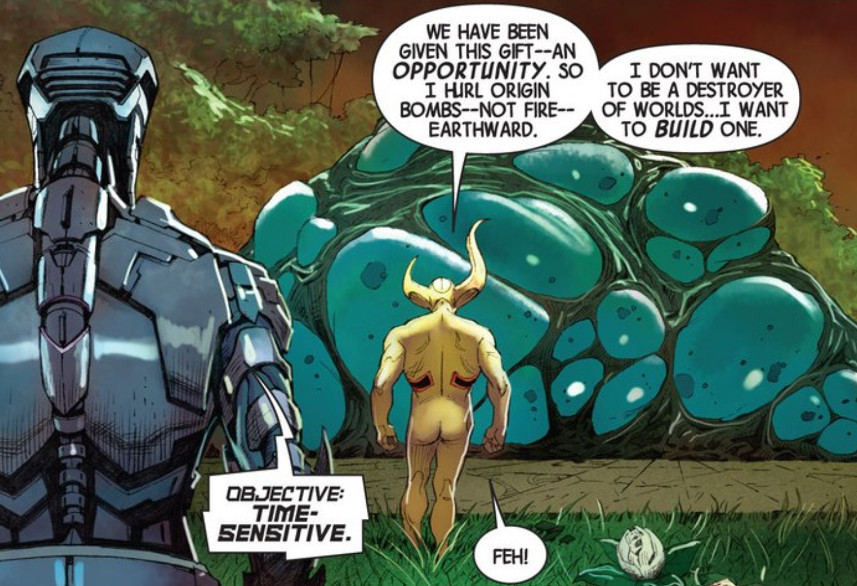 WE HAVE BEEN
GIVEN THIS GIFT--AN
OPPORTUNITY. SO
I HURL ORIGIN
BOMBS--NOT FIRE--
EARTHWARD.
I DON'T WANT
TO BE A DESTROYER
OF WORLDS...I WANT
TO BUILD ONE.
OBJECTIVE:
TIME-
SENSITIVE.
FEH!